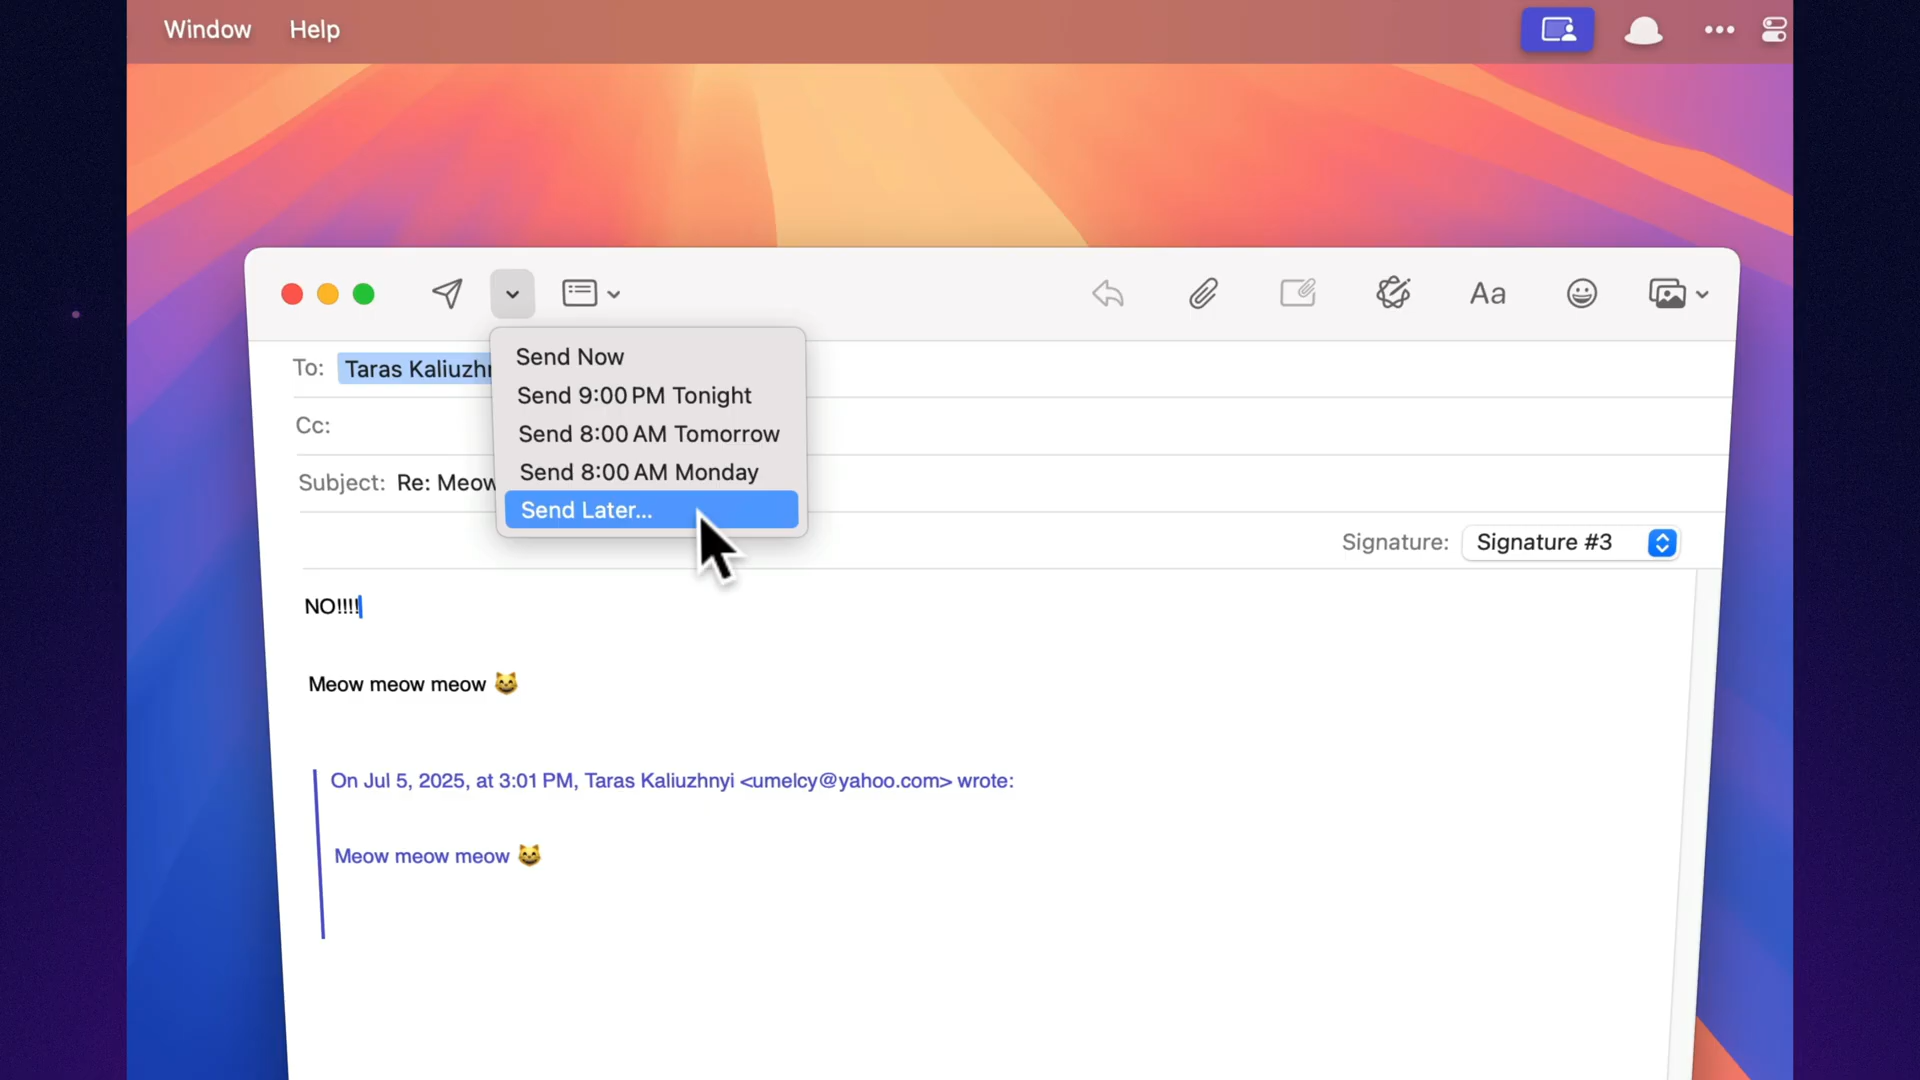 Window Help
Send Now
Send 9:00 PM Tonight
Send 8:00 AM Tomorrow
Send 8:00 AM Monday
Send Later...
Aa
To: Taras
Cc:
Subject: Re: Meow
Signature: Signature #3
NO!!!!
Meow meow meow 😺
On Jul 5, 2025, at 3:01 PM, Taras Kaliuzhnyi <umelcy@yahoo.com> wrote:
Meow meow meow 😺